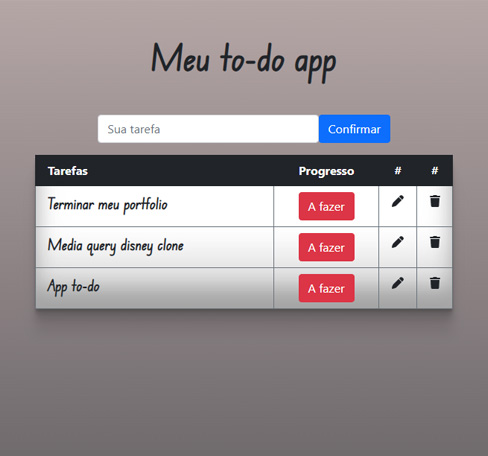 Meu to-do app
Sua tarefa Confirmar
Tarefas Progresso # #
Terminar meu portfolio A fazer
Media query disney clone A fazer
App to-do A fazer